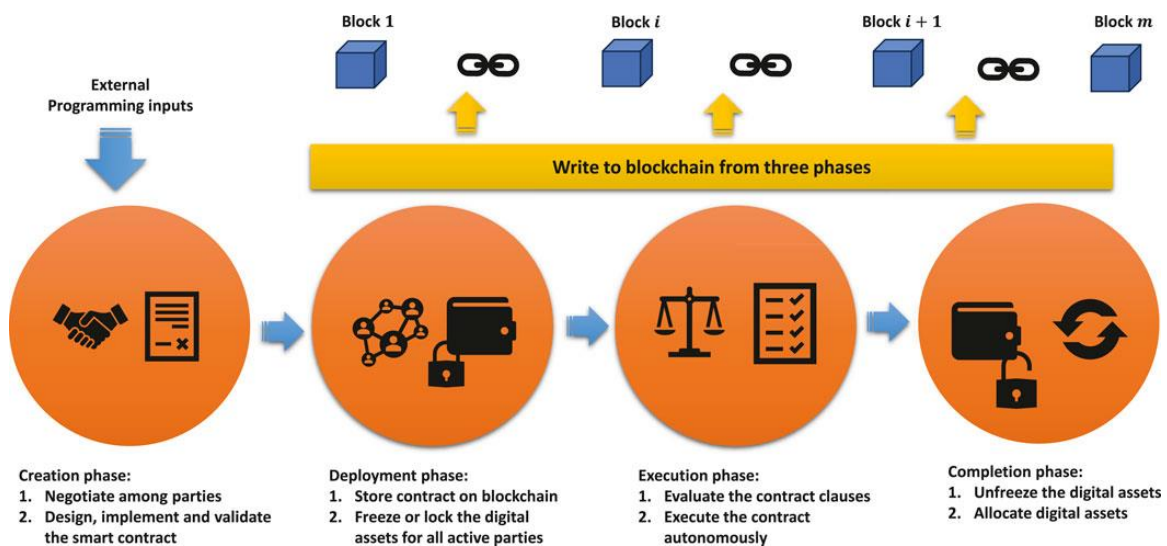 Block 1
Block i
Block i + 1
Block m
External
Programming inputs
Write to blockchain from three phases
Creation phase:
1. Negotiate among parties
2. Design, implement and validate
the smart contract
Deployment phase:
1. Store contract on blockchain
2. Freeze or lock the digital
assets for all active parties
Execution phase:
1. Evaluate the contract clauses
2. Execute the contract
autonomously
Completion phase:
1. Unfreeze the digital assets
2. Allocate digital assets